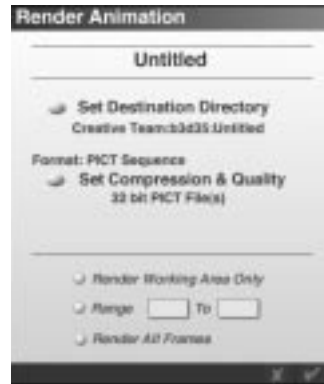 Render Animation
Untitled
Set Destination Directory
Creative Team:b3d35:Untitled
Format: PICT Sequence
Set Compression & Quality
32 bit PICT File(s)
Render Working Area Only
Range To
Render All Frames